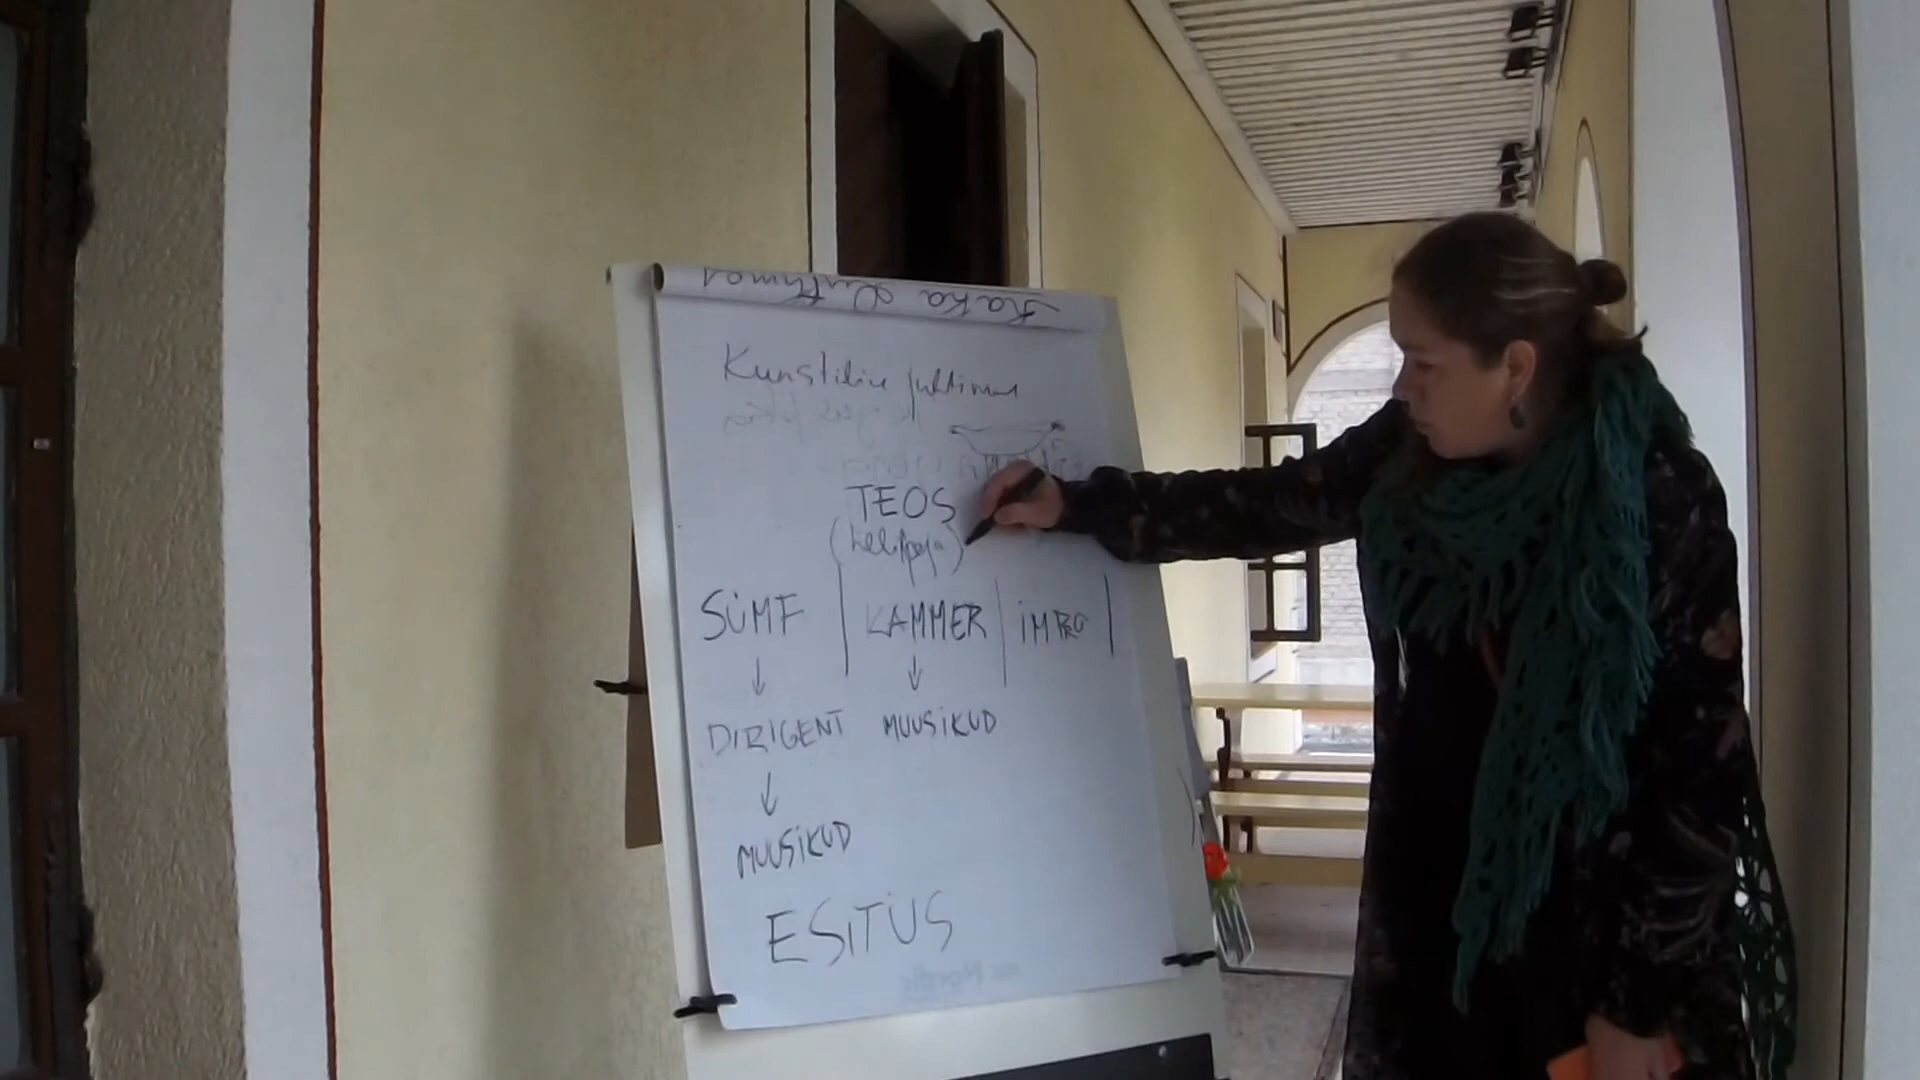 Kunstiline juhtimine
TEOS
(helilooja)
SÜMF | KAMMER | IMPRO |
↓ ↓
DIRIGENT MUUSIKUD
↓
MUUSIKUD
ESITUS